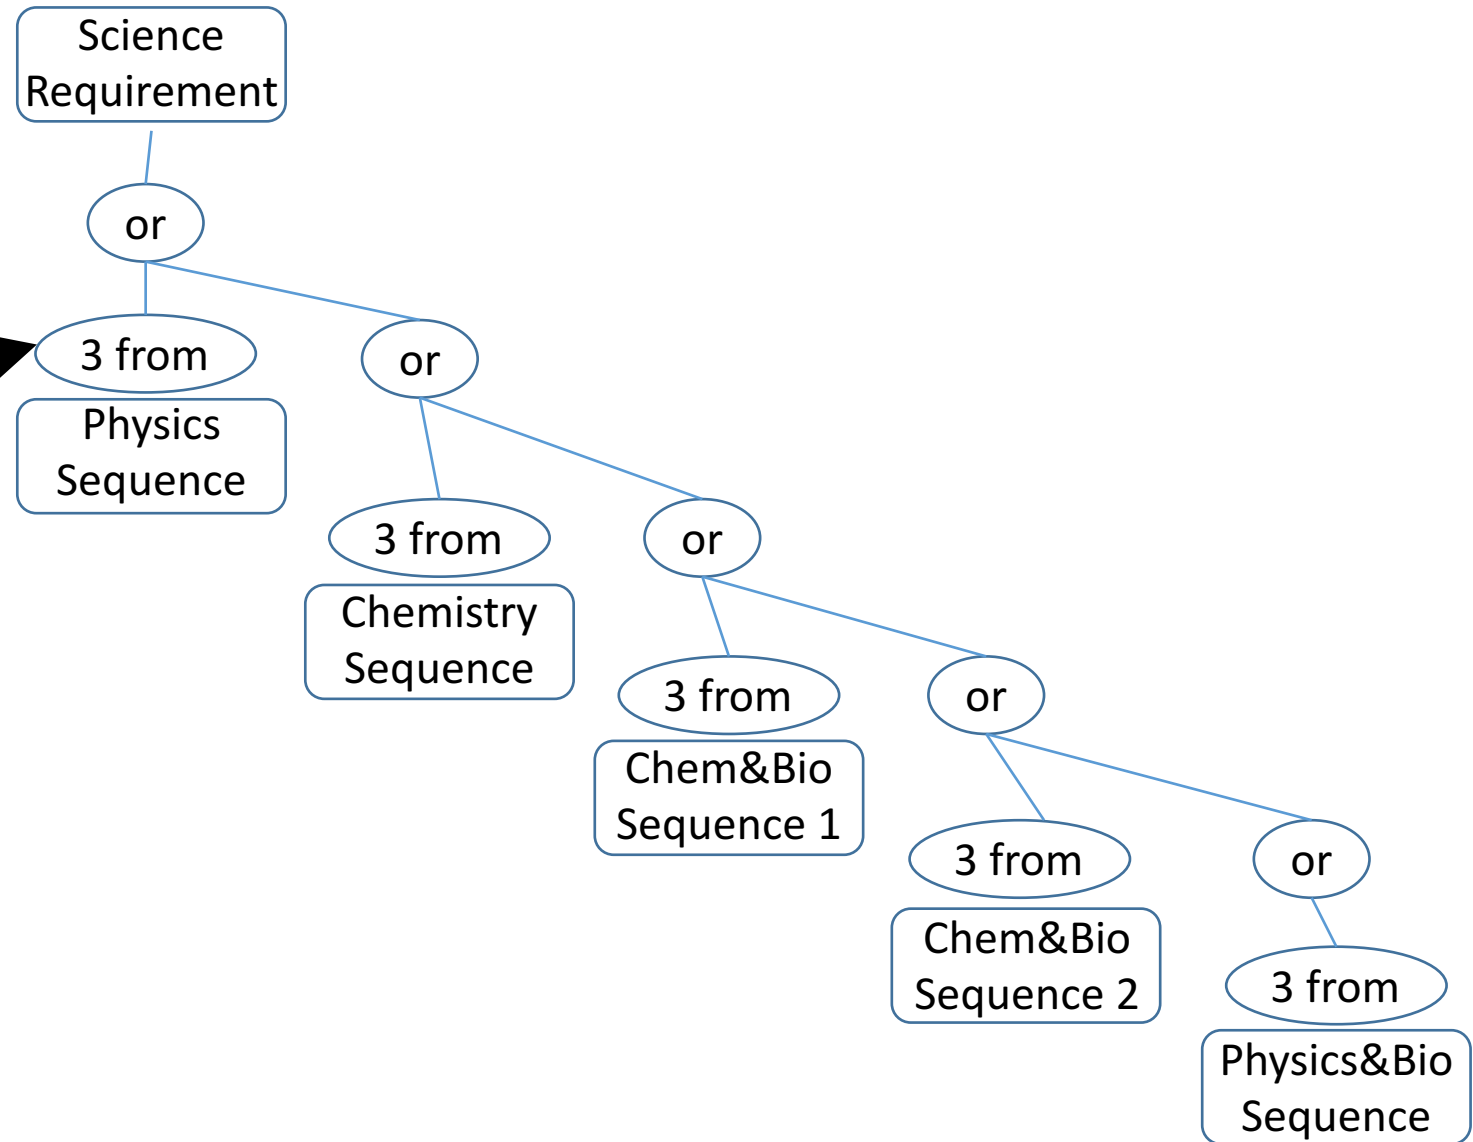 Science
Requirement
or
3 from
Physics
Sequence
or
3 from
Chemistry
Sequence
or
3 from
Chem&Bio
Sequence 1
or
3 from
Chem&Bio
Sequence 2
or
3 from
Physics&Bio
Sequence